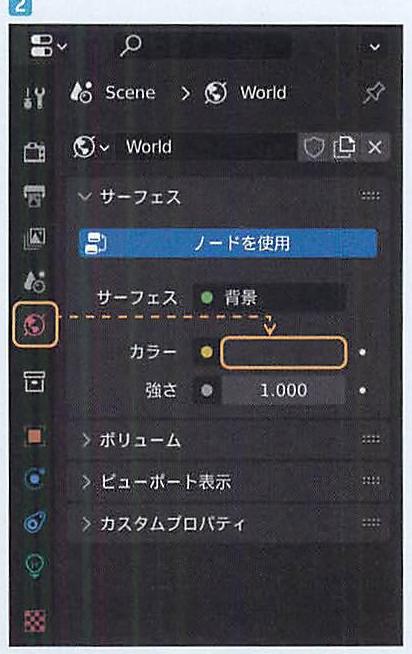 2
Scene > World
World
サーフェス
ノードを使用
サーフェス 背景
カラー
強さ 1.000
ボリューム
ビューポート表示
カスタムプロパティ